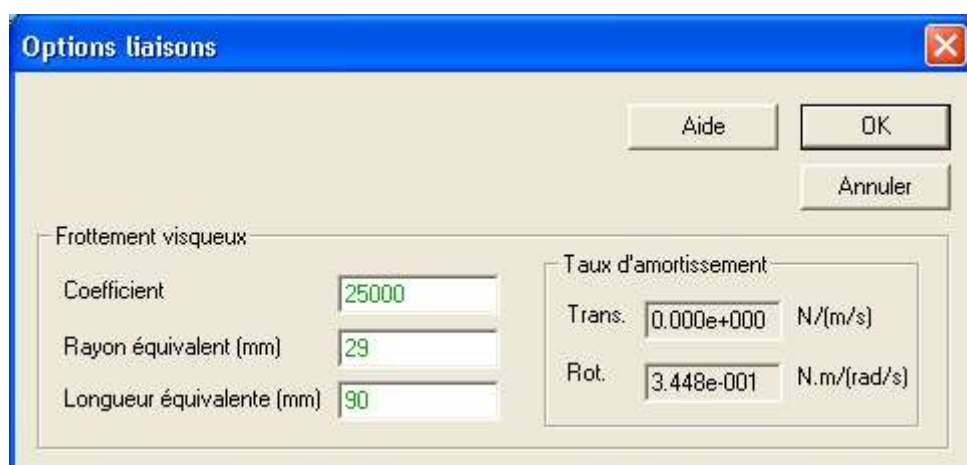 Options liaisons
Aide
OK
Annuler
Frottement visqueux
Coefficient 25000
Rayon équivalent (mm) 29
Longueur équivalente (mm) 90
Taux d'amortissement
Trans. 0.000e+000 N/(m/s)
Rot. 3.448e-001 N.m/(rad/s)